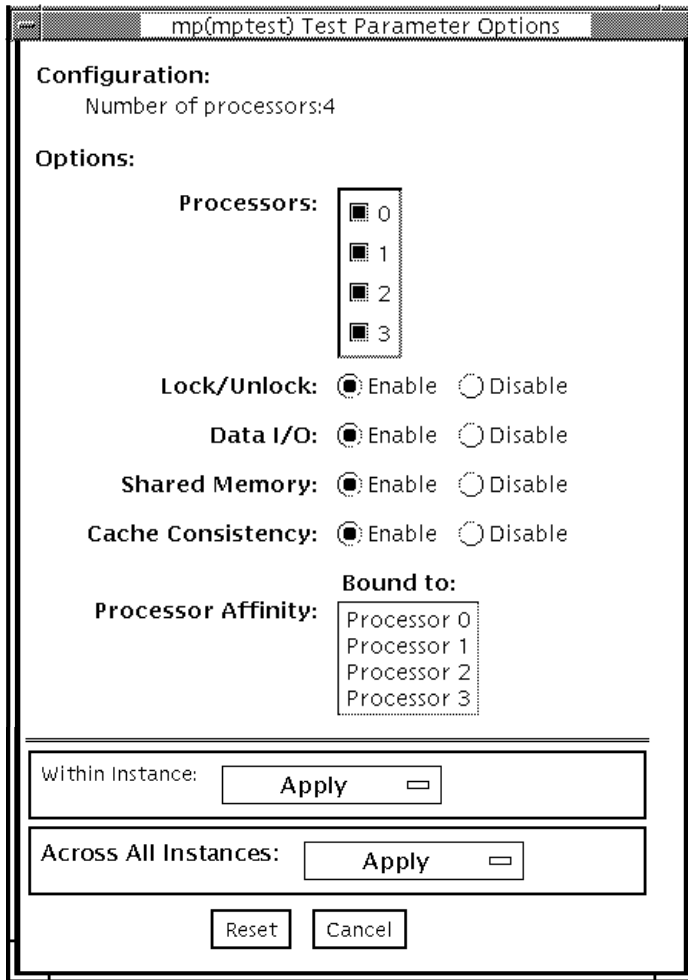 mp(mptest) Test Parameter Options
Configuration:
Number of processors:4
Options:
Processors:
0
1
2
3
Lock/Unlock: Enable Disable
Data I/O: Enable Disable
Shared Memory: Enable Disable
Cache Consistency: Enable Disable
Bound to:
Processor Affinity:
Processor 0
Processor 1
Processor 2
Processor 3
Within Instance: Apply
Across All Instances: Apply
Reset Cancel